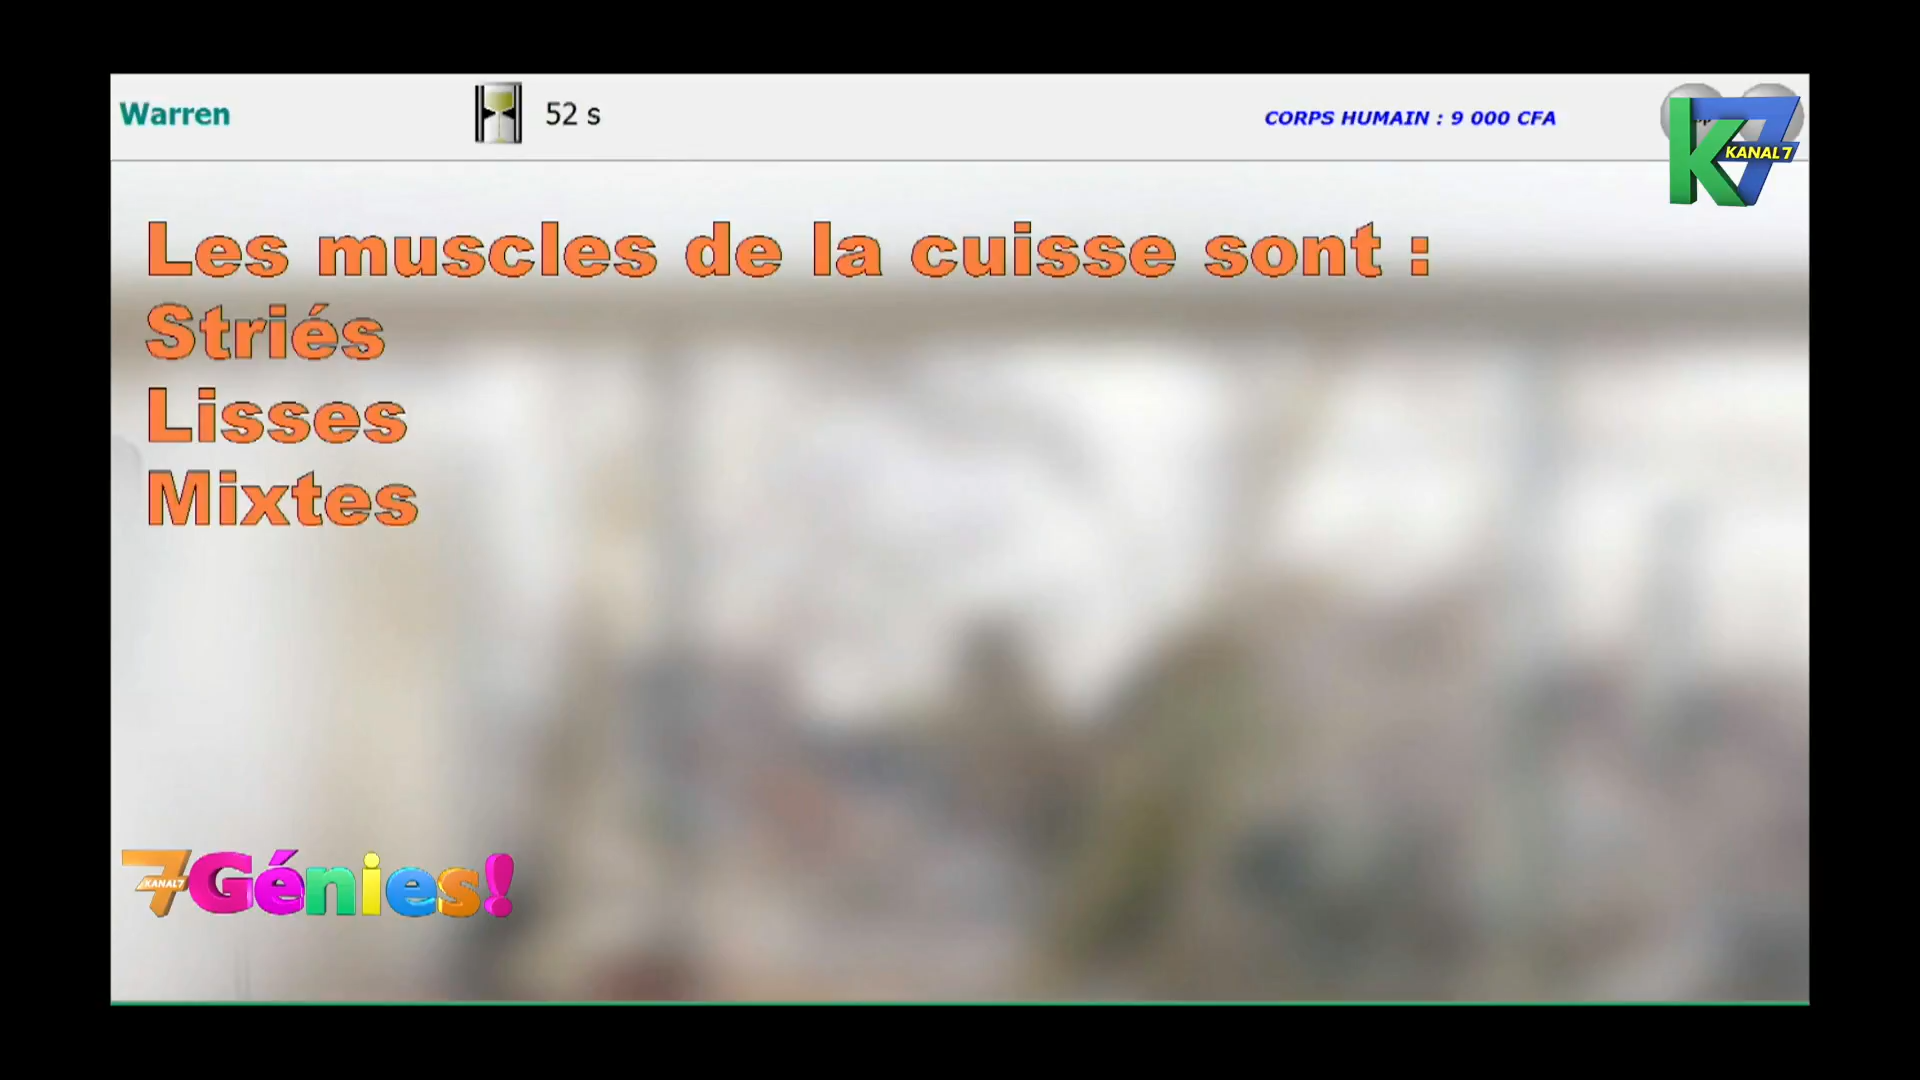 Warren
52 s
CORPS HUMAIN : 9 000 CFA
KANAL7
Les muscles de la cuisse sont :
Striés
Lisses
Mixtes
7 KANAL7 Génies!